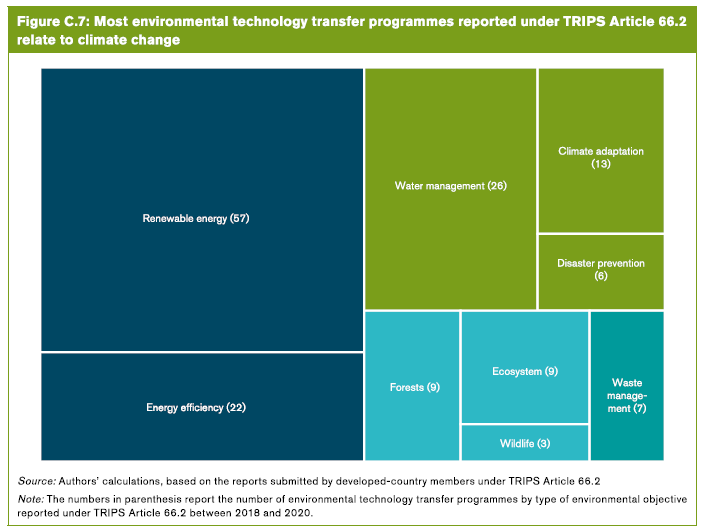 Figure C.7: Most environmental technology transfer programmes reported under TRIPS Article 66.2
relate to climate change
Renewable energy (57)
Energy efficiency (22)
Water management (26)
Climate adaptation
(13)
Disaster prevention
(6)
Forests (9)
Ecosystem (9)
Wildlife (3)
Waste
manage-
ment (7)
Source: Authors’ calculations, based on the reports submitted by developed-country members under TRIPS Article 66.2
Note: The numbers in parenthesis report the number of environmental technology transfer programmes by type of environmental objective
reported under TRIPS Article 66.2 between 2018 and 2020.